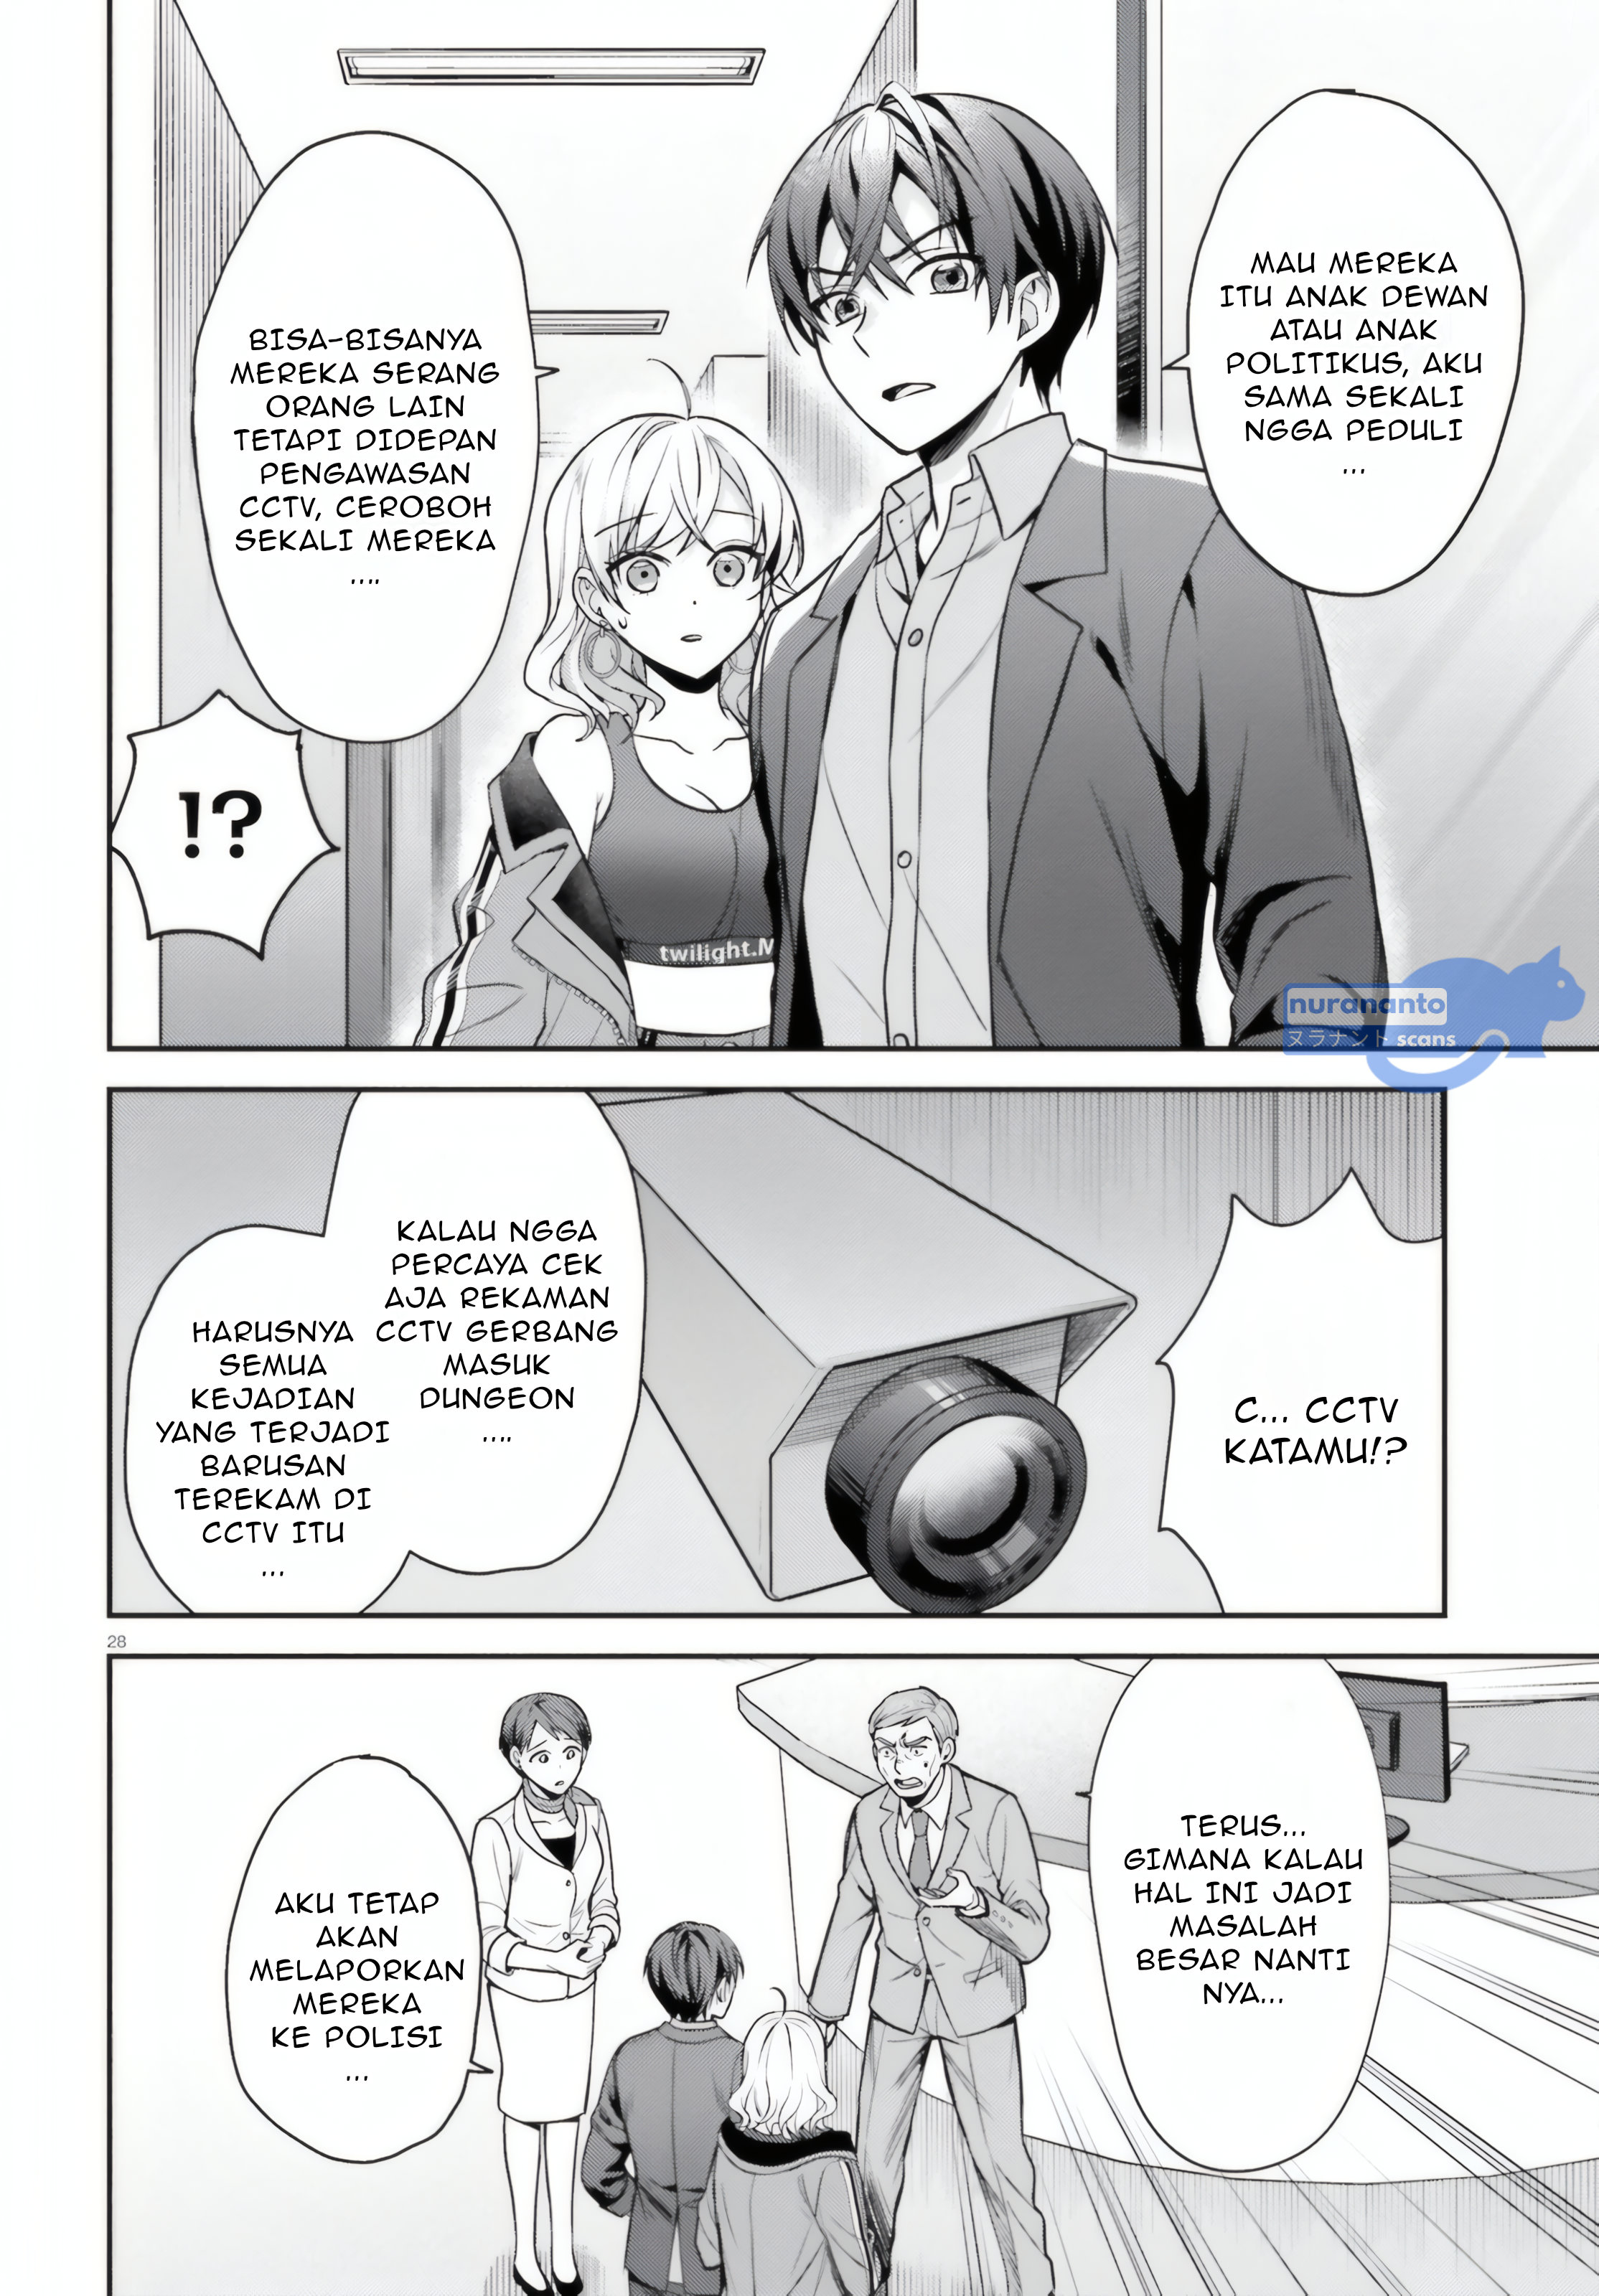 MAU MEREKA
ITU ANAK DEWAN
ATAU ANAK
POLITIKUS, AKU
SAMA SEKALI
NGGA PEDULI
...
BISA-BISANYA
MEREKA SERANG
ORANG LAIN
TETAPI DIDEPAN
PENGAWASAN
CCTV, CEROBOH
SEKALI MEREKA
....
!?
twilight.M
nurananto
ヌラナント scans
C... CCTV
KATAMU!?
KALAU NGGA
PERCAYA CEK
AJA REKAMAN
CCTV GERBANG
MASUK
DUNGEON
....
HARUSNYA
SEMUA
KEJADIAN
YANG TERJADI
BARUSAN
TEREKAM DI
CCTV ITU
...
28
TERUS...
GIMANA KALAU
HAL INI JADI
MASALAH
BESAR NANTI
NYA...
AKU TETAP
AKAN
MELAPORKAN
MEREKA
KE POLISI
...